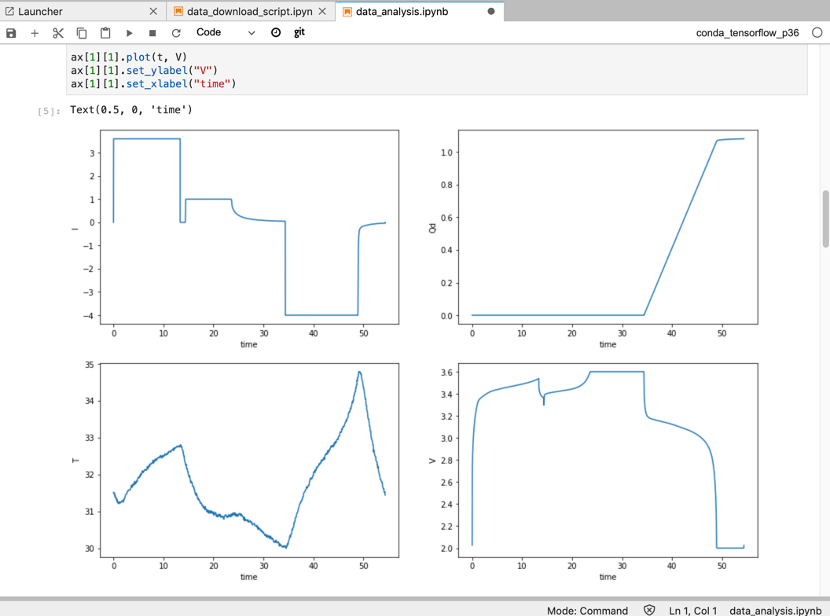 Launcher
data_download_script.ipyn
data_analysis.ipynb
Code
git
conda_tensorflow_p36
ax[1][1].plot(t, V)
ax[1][1].set_ylabel("V")
ax[1][1].set_xlabel("time")
[5]: Text(0.5, 0, 'time')
3
2
1
0
−1
−2
−3
−4
I
0 10 20 30 40 50
time
1.0
0.8
0.6
0.4
0.2
0.0
Qd
0 10 20 30 40 50
time
35
34
33
32
31
30
T
0 10 20 30 40 50
time
3.6
3.4
3.2
3.0
2.8
2.6
2.4
2.2
2.0
V
0 10 20 30 40 50
time
Mode: Command Ln 1, Col 1 data_analysis.ipynb